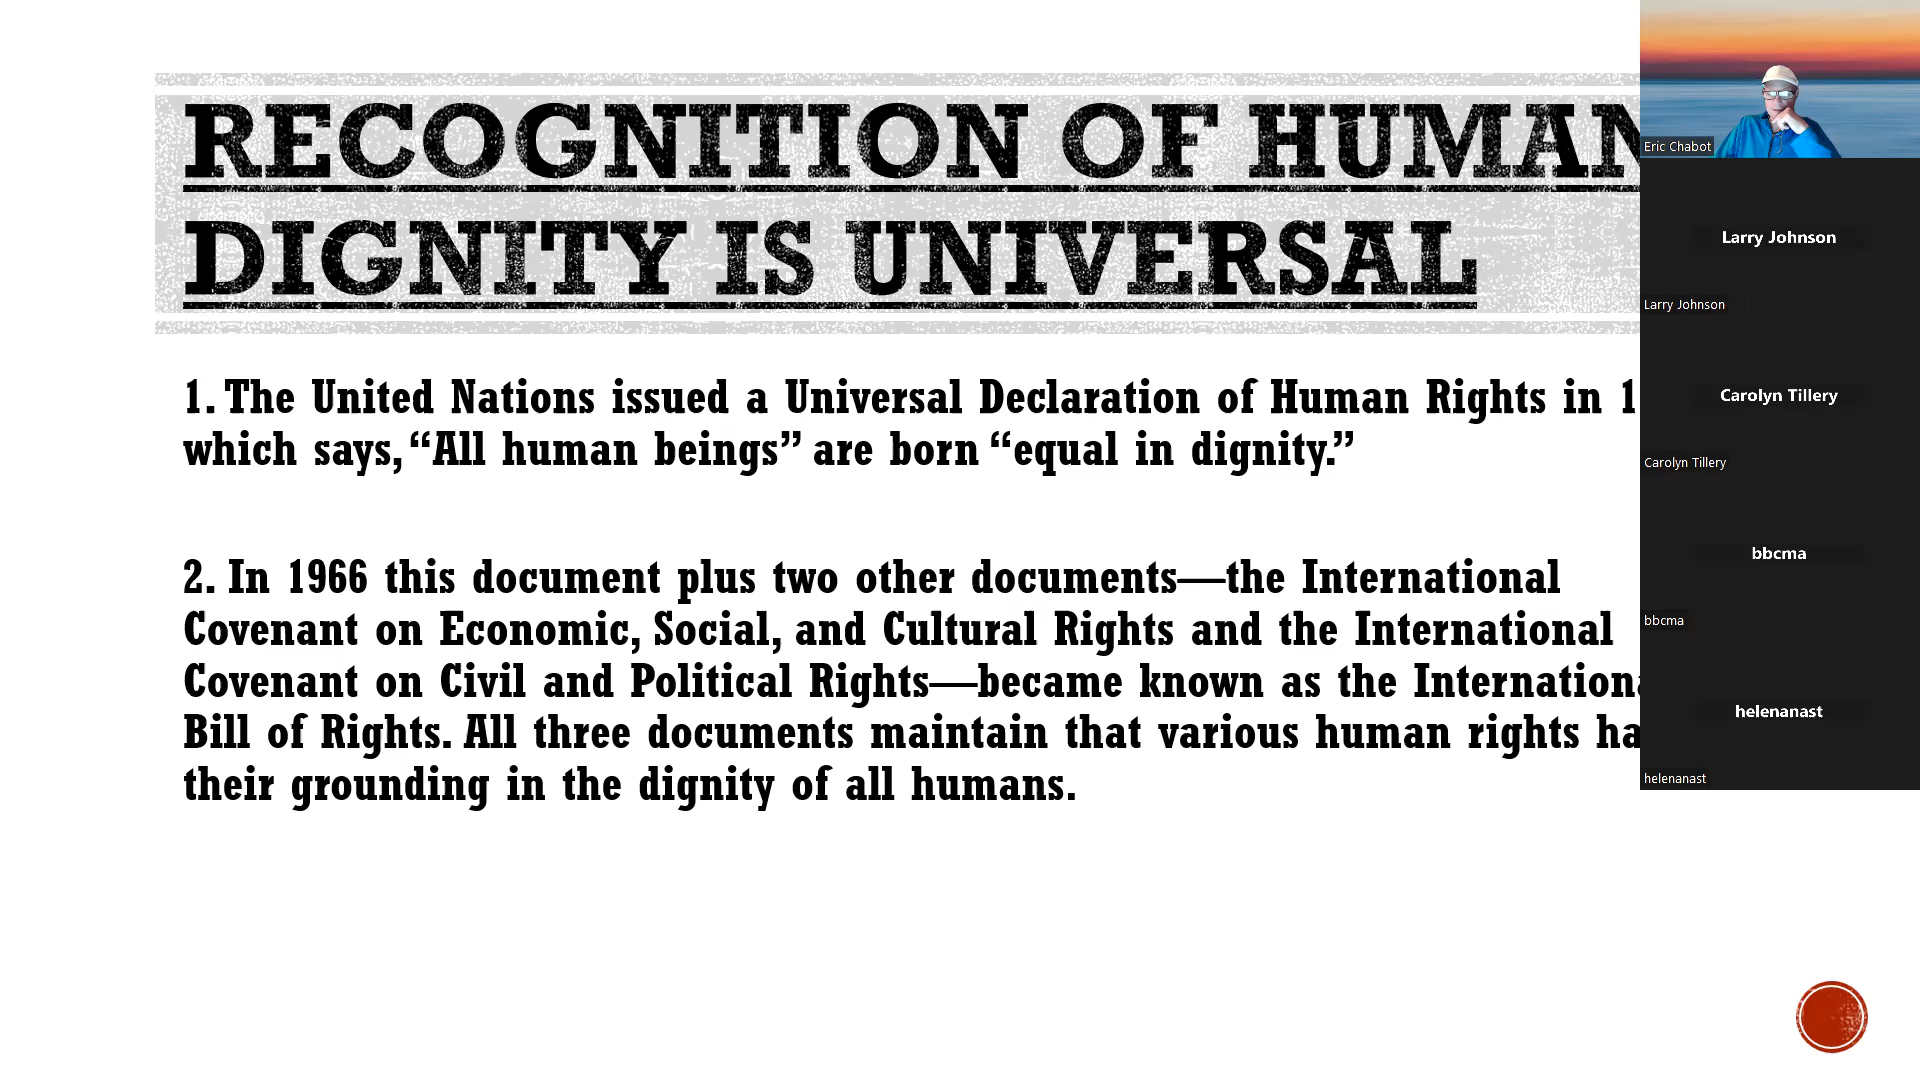 RECOGNITION OF HUMAN
DIGNITY IS UNIVERSAL
1. The United Nations issued a Universal Declaration of Human Rights in 1
which says, “All human beings” are born “equal in dignity.”
2. In 1966 this document plus two other documents—the International
Covenant on Economic, Social, and Cultural Rights and the International
Covenant on Civil and Political Rights—became known as the Internationa
Bill of Rights. All three documents maintain that various human rights ha
their grounding in the dignity of all humans.
Eric Chabot
Larry Johnson
Larry Johnson
Carolyn Tillery
Carolyn Tillery
bbcma
bbcma
helenanast
helenanast